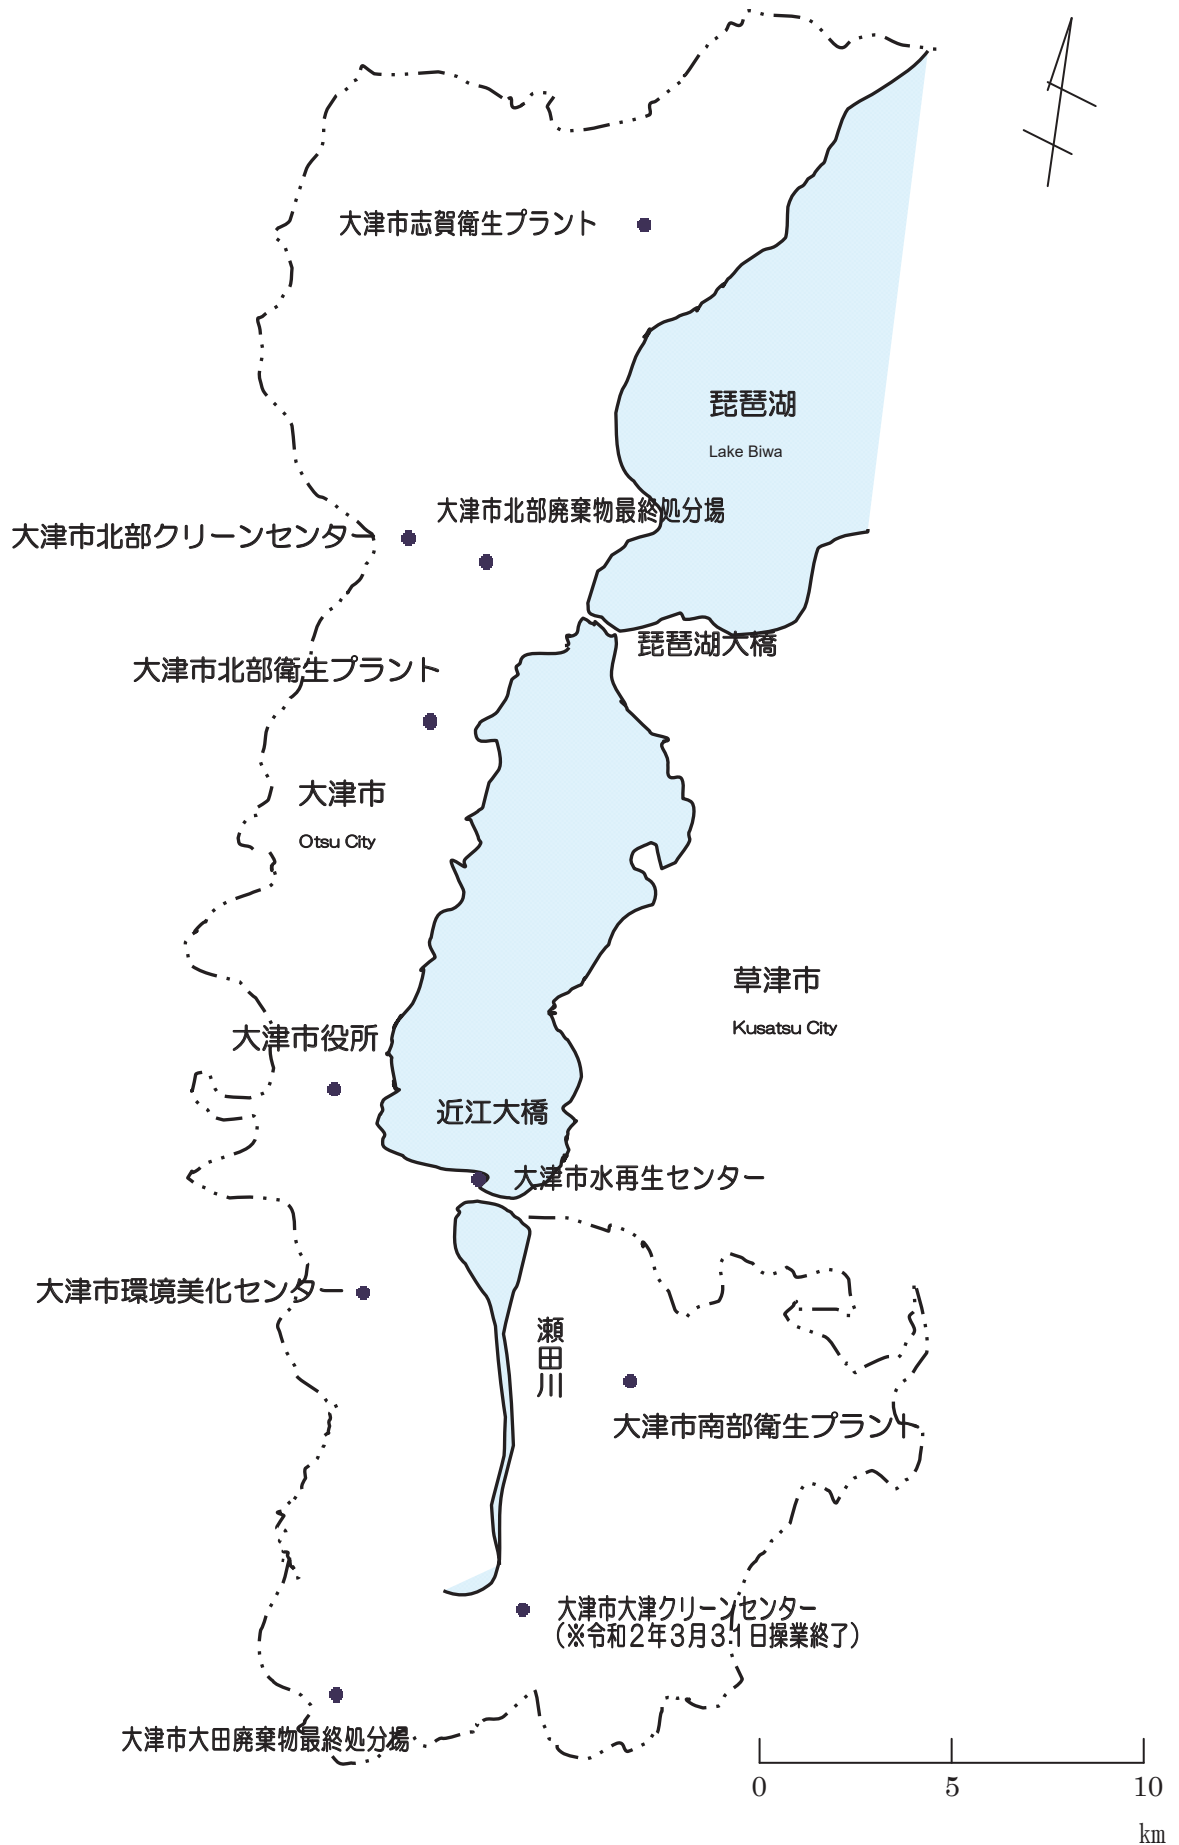 大津市志賀衛生プラント
琵琶湖
Lake Biwa
大津市北部廃棄物最終処分場
大津市北部クリーンセンター
琵琶湖大橋
大津市北部衛生プラント
大津市
Otsu City
草津市
Kusatsu City
大津市役所
近江大橋
大津市水再生センター
大津市環境美化センター
瀬田川
大津市南部衛生プラント
大津市大津クリーンセンター
(※令和2年3月31日操業終了)
大津市大田廃棄物最終処分場
0 5 10
km